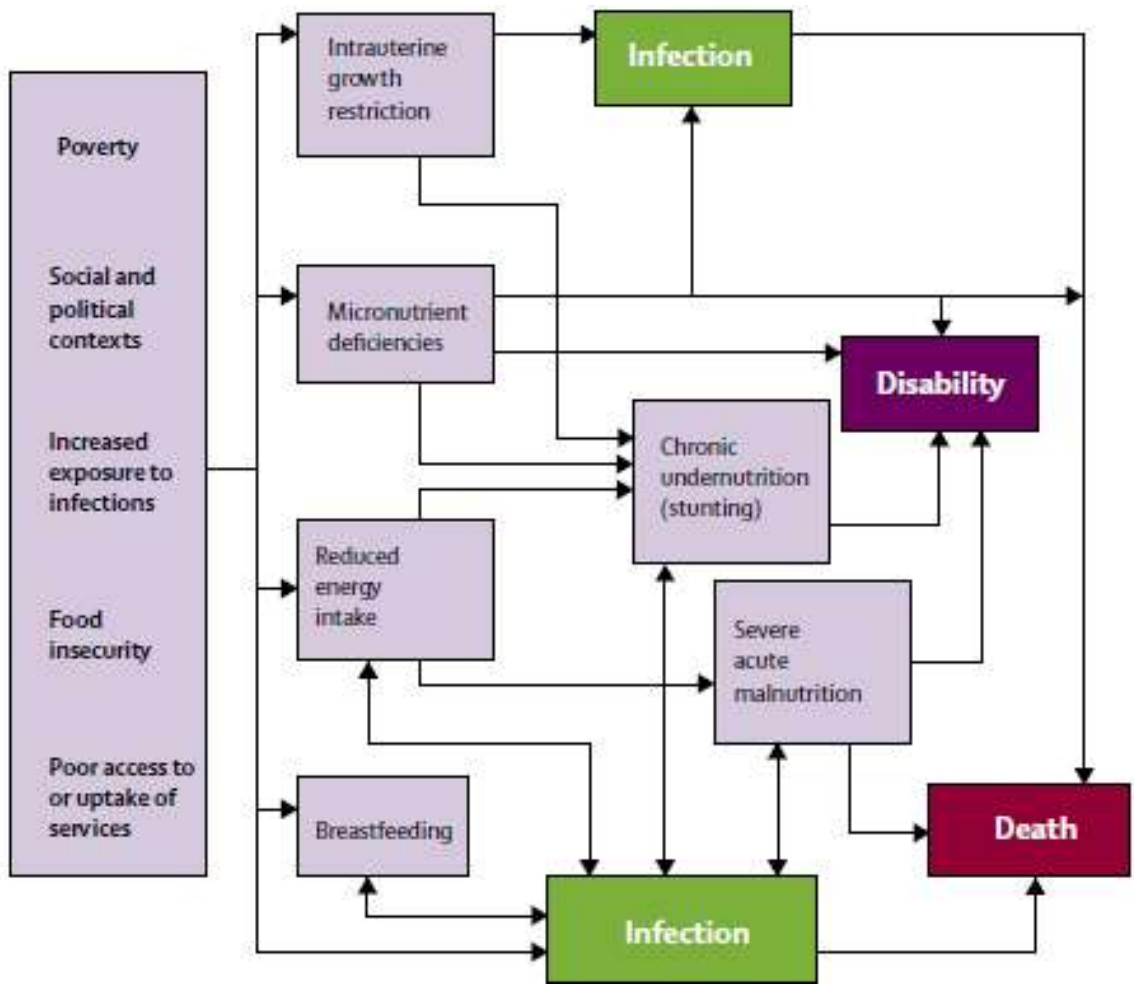 Poverty
Social and
political
contexts
Increased
exposure to
infections
Food
insecurity
Poor access to
or uptake of
services
Intrauterine
growth
restriction
Infection
Micronutrient
deficiencies
Disability
Chronic
undernutrition
(stunting)
Reduced
energy
intake
Severe
acute
malnutrition
Breastfeeding
Death
Infection